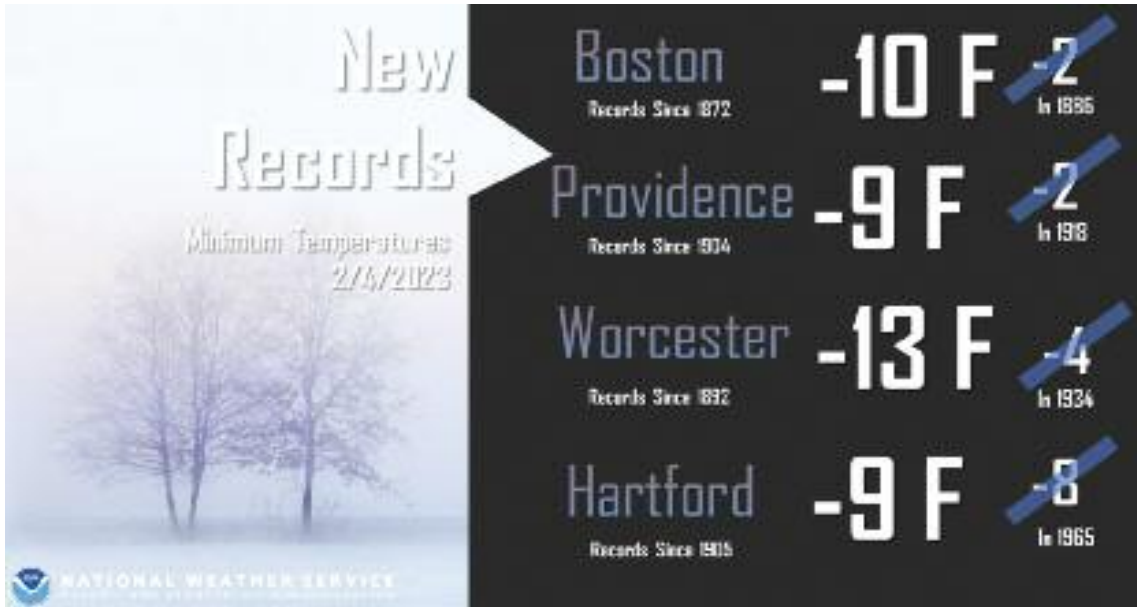 New
Records
Minimum Temperatures
2/4/2023
Boston
Records Since 1872
-10 F
-2
In 1886
Providence
Records Since 1904
-9 F
-2
In 1918
Worcester
Records Since 1892
-13 F
-4
In 1934
Hartford
Records Since 1905
-9 F
-8
In 1965
NATIONAL WEATHER SERVICE